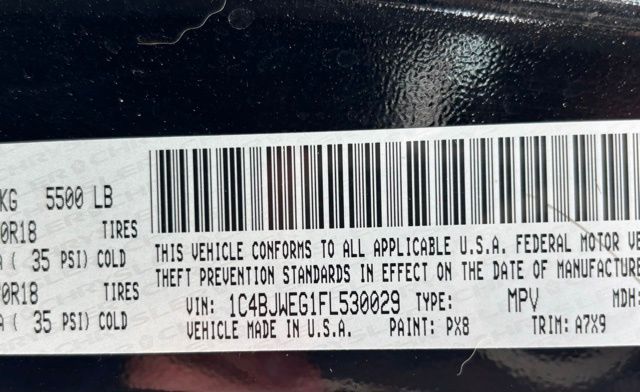 KG 5500 LB
0R18 TIRES
( 35 PSI) COLD
0R18 TIRES
( 35 PSI) COLD
THIS VEHICLE CONFORMS TO ALL APPLICABLE U.S.A. FEDERAL MOTOR VE
THEFT PREVENTION STANDARDS IN EFFECT ON THE DATE OF MANUFACTURE
VIN: 1C4BJWEG1FL530029 TYPE: MPV MDH:
VEHICLE MADE IN U.S.A. PAINT: PX8 TRIM: A7X9